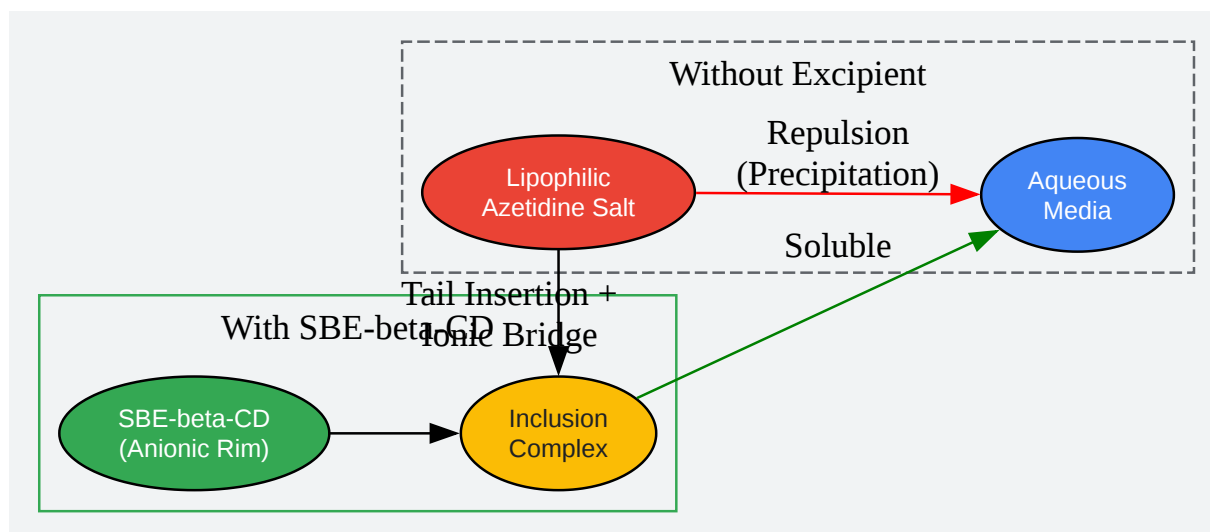 Without Excipient
Repulsion
(Precipitation)
Lipophilic
Azetidine Salt
Aqueous
Media
Soluble
Tail Insertion +
Ionic Bridge
With SBE-beta-CD
SBE-beta-CD
(Anionic Rim)
Inclusion
Complex